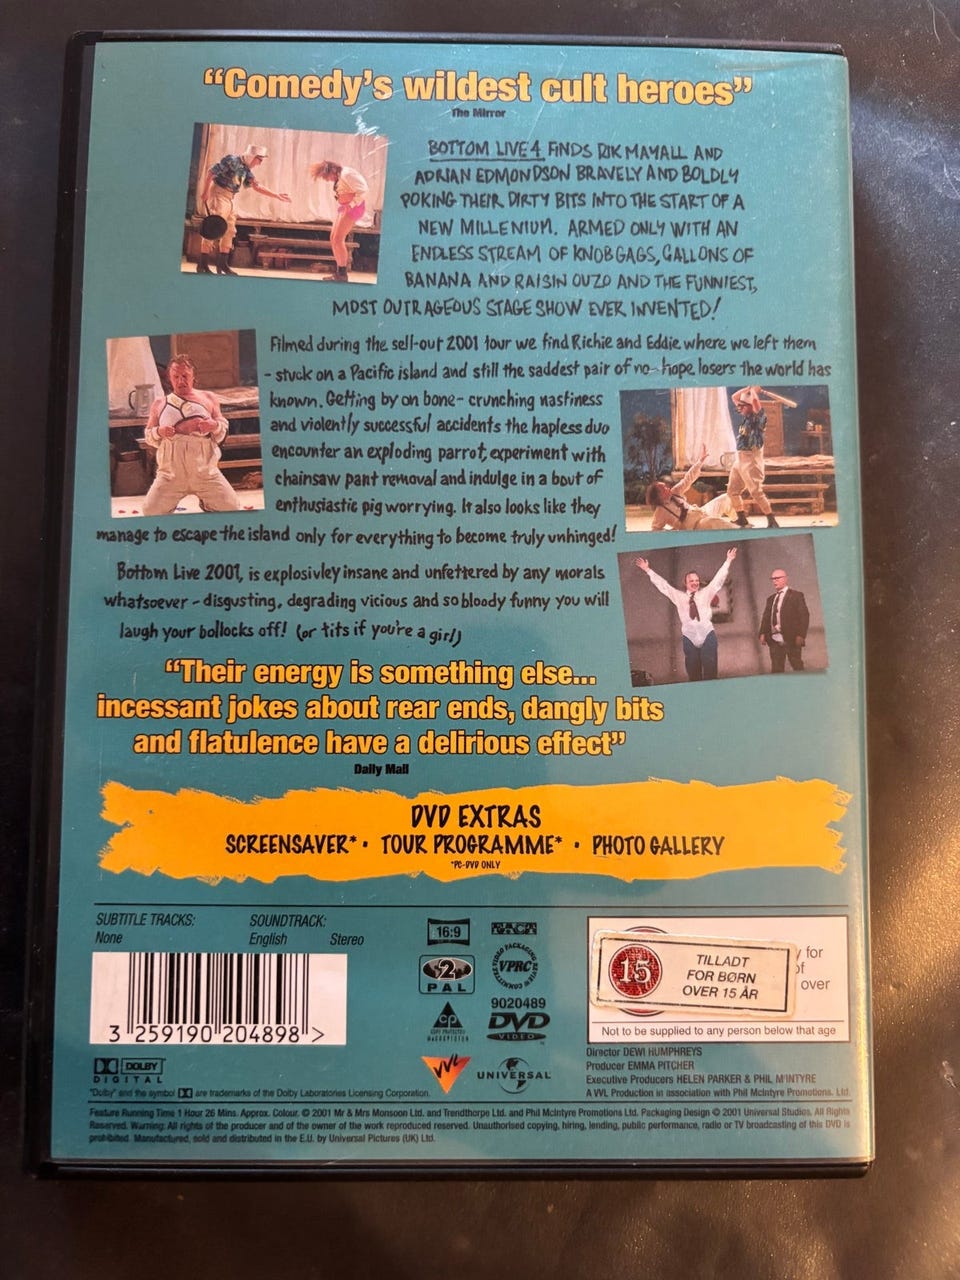 “Comedy’s wildest cult heroes”
The Mirror
BOTTOM LIVE 4 FINDS RIK MAYALL AND
ADRIAN EDMONDSON BRAVELY AND BOLDLY
POKING THEIR DIRTY BITS INTO THE START OF A
NEW MILLENIUM. ARMED ONLY WITH AN
ENDLESS STREAM OF KNOB GAGS, GALLONS OF
BANANA AND RAISIN OUZO AND THE FUNNIEST,
MOST OUTRAGEOUS STAGE SHOW EVER INVENTED!
Filmed during the sell-out 2001 tour we find Richie and Eddie where we left them
- stuck on a Pacific island and still the saddest pair of no-hope losers the world has
known. Getting by on bone-crunching nastiness
and violently successful accidents the hapless duo
encounter an exploding parrot, experiment with
chainsaw pant removal and indulge in a bout of
enthusiastic pig worrying. It also looks like they
manage to escape the island only for everything to become truly unhinged!
Bottom Live 2001, is explosivley insane and unfettered by any morals
whatsoever - disgusting, degrading vicious and so bloody funny you will
laugh your bollocks off! (or tits if you're a girl)
“Their energy is something else...
incessant jokes about rear ends, dangly bits
and flatulence have a delirious effect”
Daily Mail
DVD EXTRAS
SCREENSAVER* • TOUR PROGRAMME* • PHOTO GALLERY
*PC-DVD ONLY
SUBTITLE TRACKS:
None
SOUNDTRACK:
English Stereo
16:9
FACT
2
PAL
VIDEO PACKAGING REVIEW COMMITTEE
VPRC
9020489
CP
COPY PROTECTED
MACROVISION
DVD
VIDEO
15
TILLADT
FOR BØRN
OVER 15 ÅR
y for
of
over
Not to be supplied to any person below that age
3 259190 204898 >
DOLBY
DIGITAL
VVL
UNIVERSAL
Director DEWI HUMPHREYS
Producer EMMA PITCHER
Executive Producers HELEN PARKER & PHIL M'INTYRE
A VVL Production in association with Phil McIntyre Promotions. Ltd.
"Dolby" and the symbol are trademarks of the Dolby Laboratories Licensing Corporation.
Feature Running Time 1 Hour 26 Mins. Approx. Colour. © 2001 Mr & Mrs Monsoon Ltd. and Trendthorpe Ltd. and Phil McIntyre Promotions Ltd. Packaging Design © 2001 Universal Studios. All Rights
Reserved. Warning: All rights of the producer and of the owner of the work reproduced reserved. Unauthorised copying, hiring, lending, public performance, radio or TV broadcasting of this DVD is
prohibited. Manufactured, sold and distributed in the E.U. by Universal Pictures (UK) Ltd.